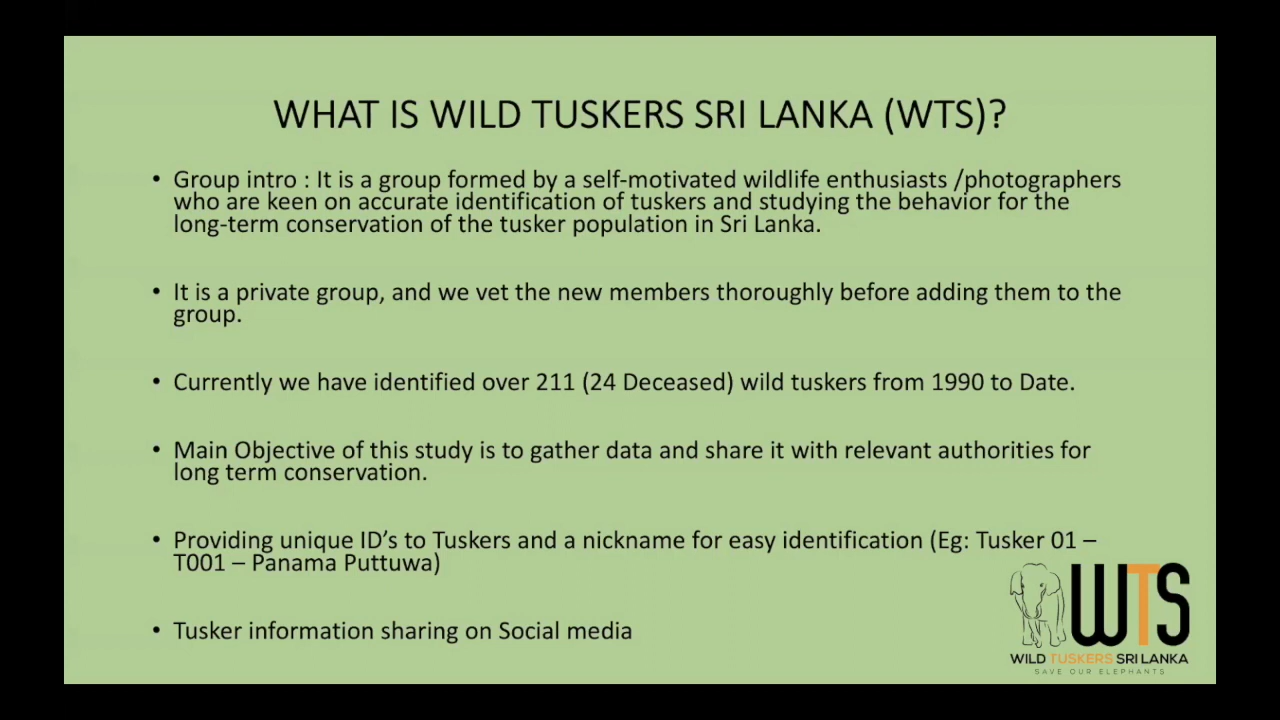 WHAT IS WILD TUSKERS SRI LANKA (WTS)?
• Group intro : It is a group formed by a self-motivated wildlife enthusiasts /photographers
who are keen on accurate identification of tuskers and studying the behavior for the
long-term conservation of the tusker population in Sri Lanka.
• It is a private group, and we vet the new members thoroughly before adding them to the
group.
• Currently we have identified over 211 (24 Deceased) wild tuskers from 1990 to Date.
• Main Objective of this study is to gather data and share it with relevant authorities for
long term conservation.
• Providing unique ID’s to Tuskers and a nickname for easy identification (Eg: Tusker 01 –
T001 – Panama Puttuwa)
• Tusker information sharing on Social media
WTS
WILD TUSKERS SRI LANKA
SAVE OUR ELEPHANTS